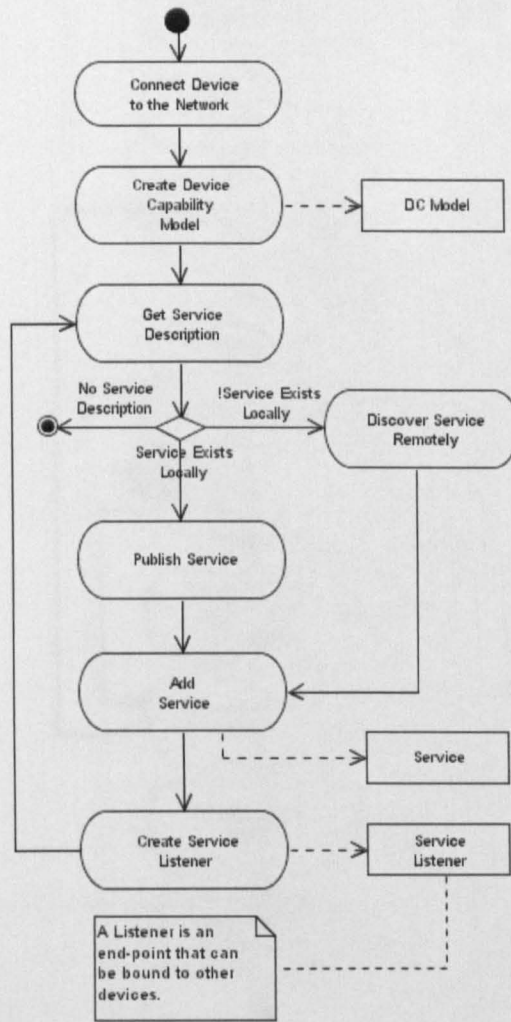 Connect Device
to the Network
Create Device
Capability
Model
DC Model
Get Service
Description
No Service
Description
!Service Exists
Locally
Discover Service
Remotely
Service Exists
Locally
Publish Service
Add
Service
Service
Create Service
Listener
Service
Listener
A Listener is an
end-point that can
be bound to other
devices.